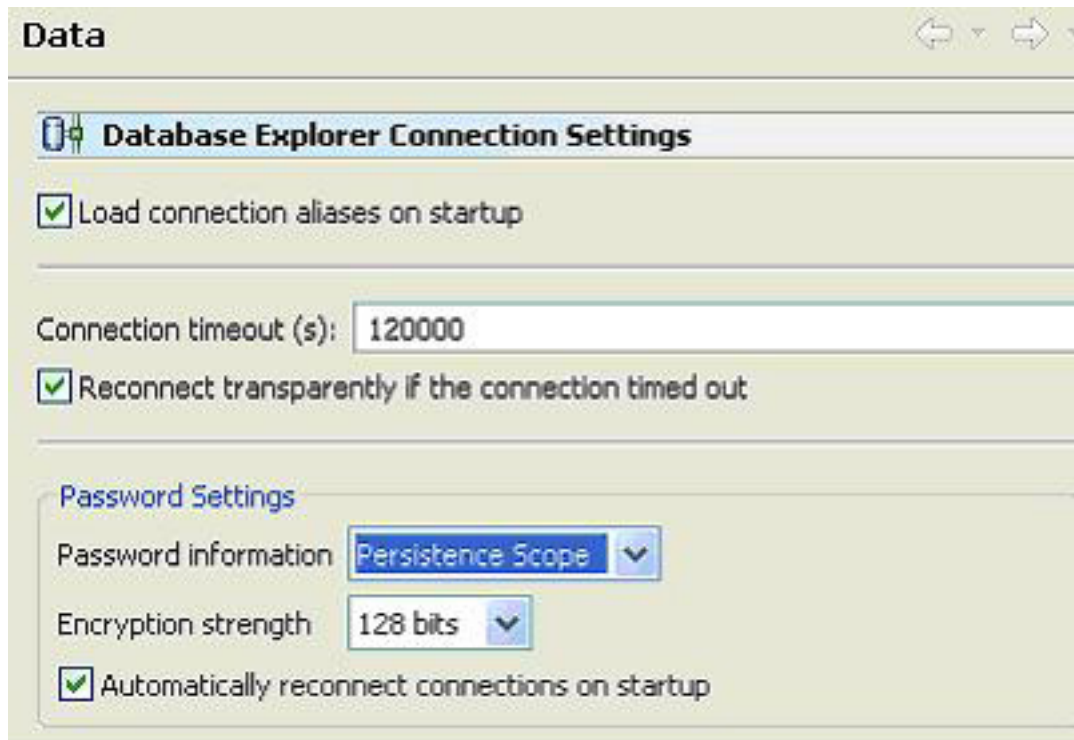 Data
Database Explorer Connection Settings
Load connection aliases on startup
Connection timeout (s): 120000
Reconnect transparently if the connection timed out
Password Settings
Password information Persistence Scope
Encryption strength 128 bits
Automatically reconnect connections on startup